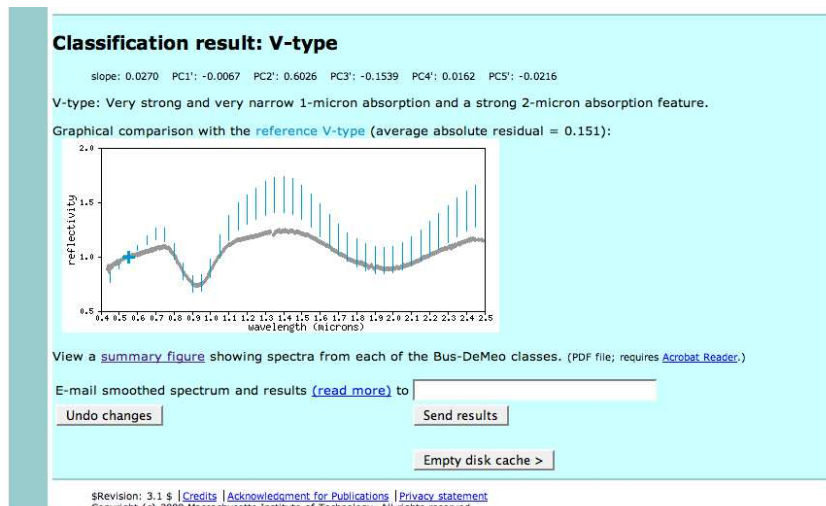 Classification result: V-type
slope: 0.0270 PC1': -0.0067 PC2': 0.6026 PC3': -0.1539 PC4': 0.0162 PC5': -0.0216
V-type: Very strong and very narrow 1-micron absorption and a strong 2-micron absorption feature.
Graphical comparison with the reference V-type (average absolute residual = 0.151):
2.0
1.5
reflectivity
1.0
0.5
0.4 0.5 0.6 0.7 0.8 0.9 1.0 1.1 1.2 1.3 1.4 1.5 1.6 1.7 1.8 1.9 2.0 2.1 2.2 2.3 2.4 2.5
wavelength (microns)
View a summary figure showing spectra from each of the Bus-DeMeo classes. (PDF file; requires Acrobat Reader.)
E-mail smoothed spectrum and results (read more) to
Undo changes Send results
Empty disk cache >
$Revision: 3.1 $ | Credits | Acknowledgment for Publications | Privacy statement